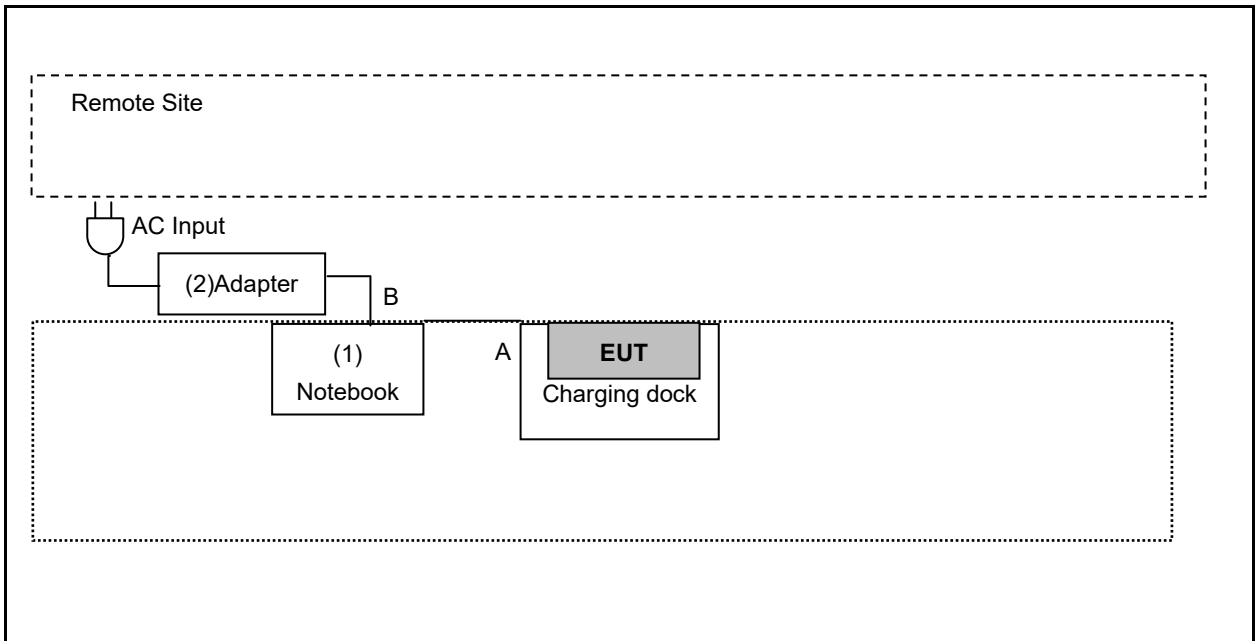 Remote Site
AC Input
(2)Adapter
B
(1)
Notebook
A
EUT
Charging dock